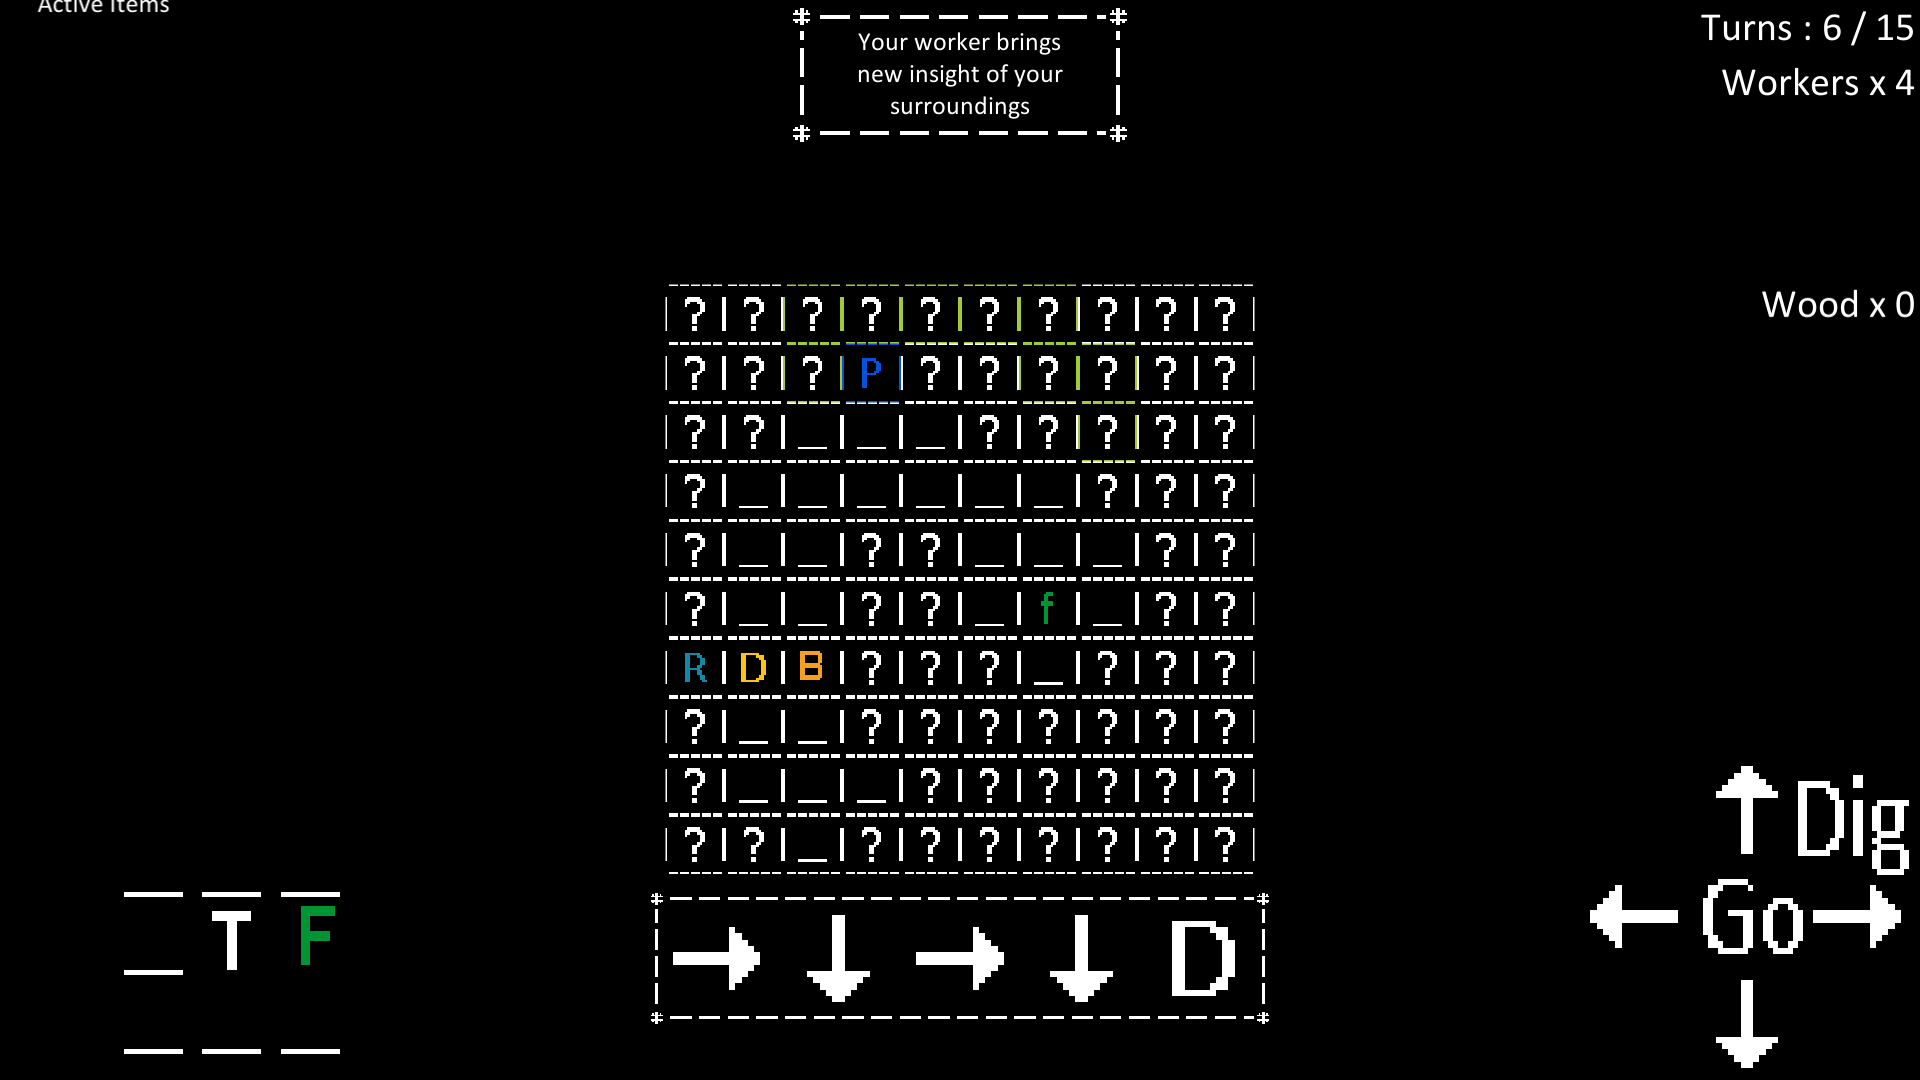 Active Items
Your worker brings
new insight of your
surroundings
Turns : 6 / 15
Workers x 4
Wood x 0
|?|?|?|?|?|?|?|?|?|?|
|?|?|?|P|?|?|?|?|?|?|
|?|?|_|_|_|?|?|?|?|?|
|?|_|_|_|_|_|_|?|?|?|
|?|_|_|?|?|_|_|_|?|?|
|?|_|_|?|?|_|f|_|?|?|
|R|D|B|?|?|?|_|?|?|?|
|?|_|_|?|?|?|?|?|?|?|
|?|_|_|_|?|?|?|?|?|?|
|?|?|_|?|?|?|?|?|?|?|
_ T F
→ ↓ → ↓ D
↑ Dig
← Go →
↓